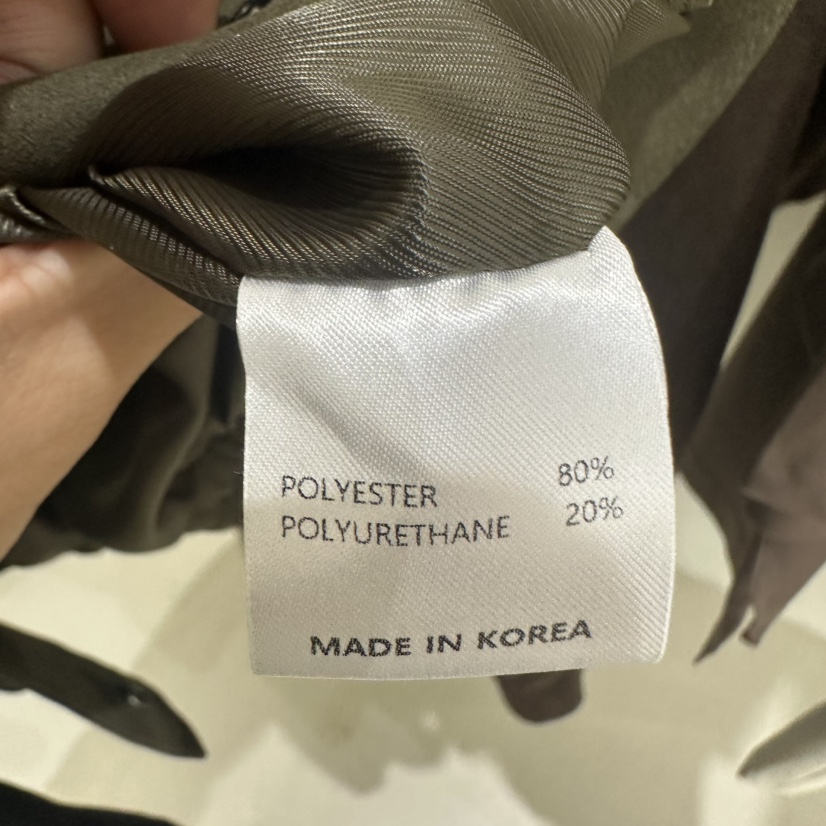 POLYESTER 80%
POLYURETHANE 20%
MADE IN KOREA